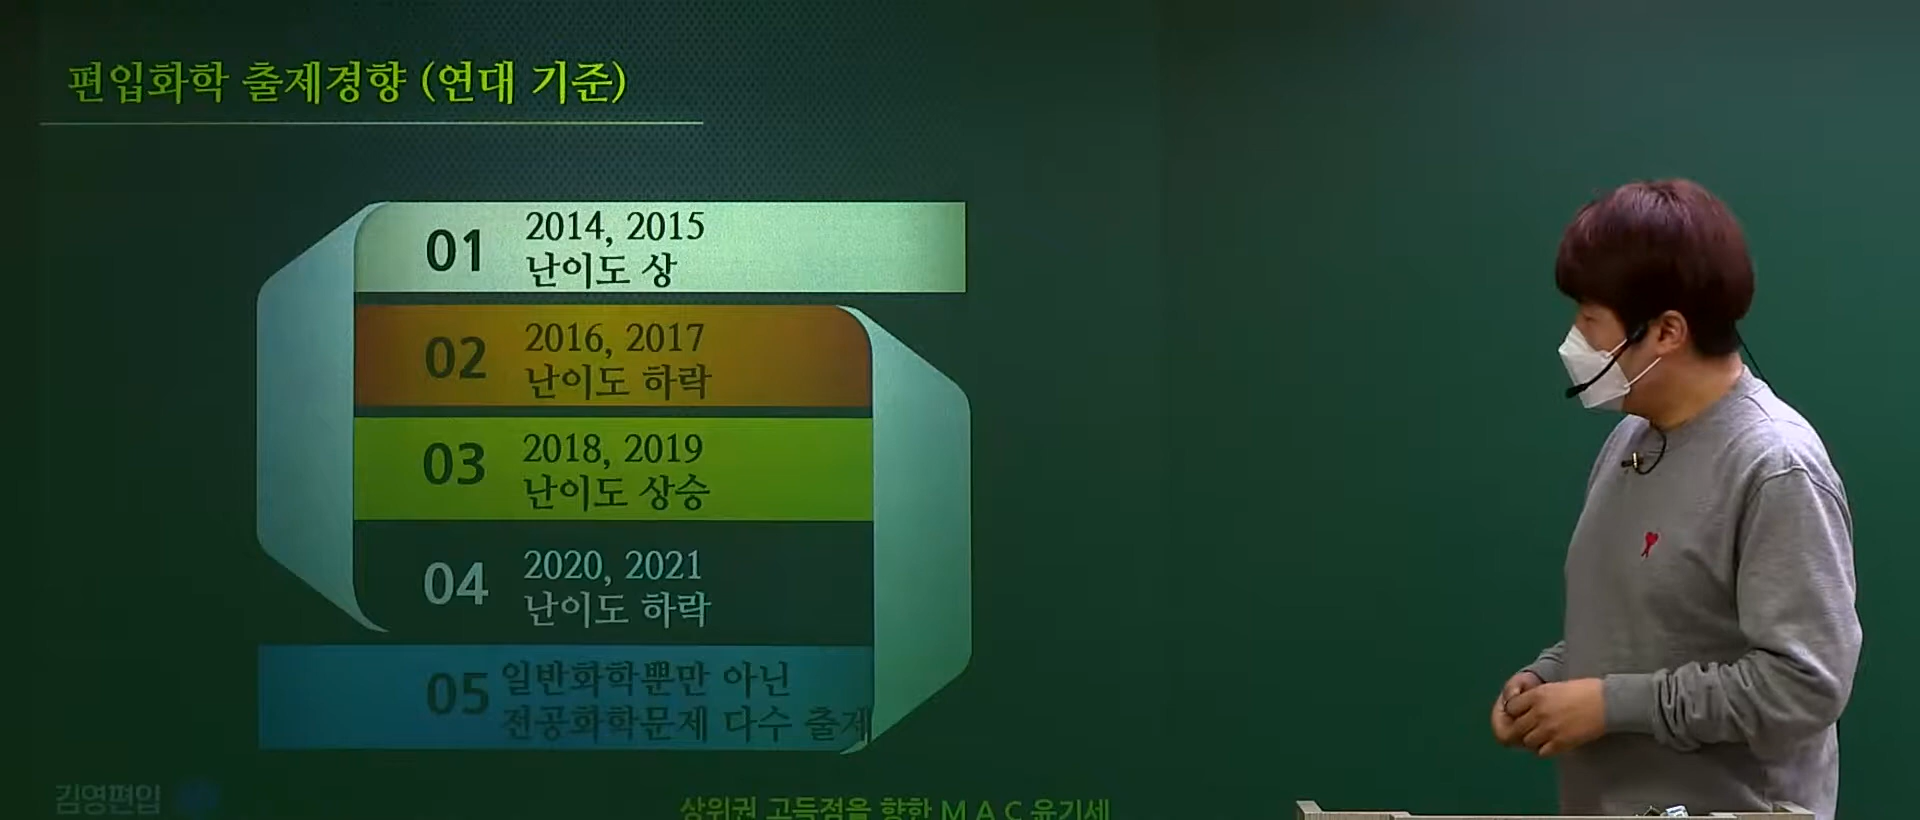 편입화학 출제경향 (연대 기준)
01
2014, 2015
난이도 상
02
2016, 2017
난이도 하락
03
2018, 2019
난이도 상승
04
2020, 2021
난이도 하락
05
일반화학뿐만 아닌
전공화학문제 다수 출제
김영편입
상위권 고득점을 향한 M A C 윤기세